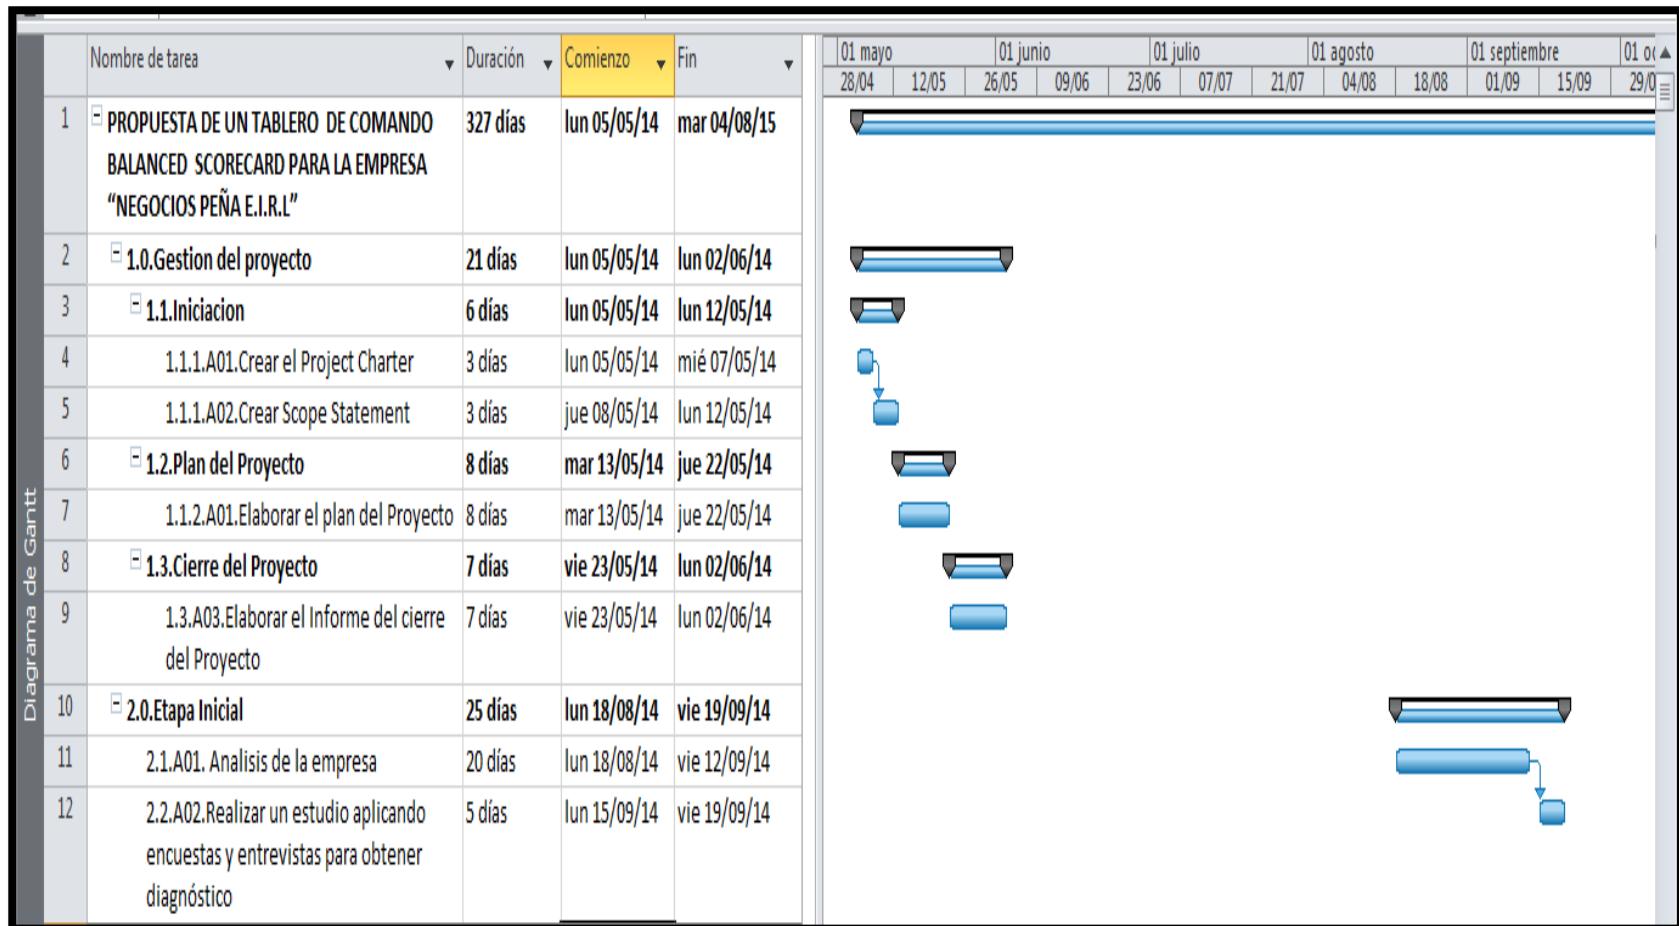 Nombre de tarea Duración Comienzo Fin
01 mayo 01 junio 01 julio 01 agosto 01 septiembre
28/04 12/05 26/05 09/06 23/06 07/07 21/07 04/08 18/08 01/09 15/09
1 PROPUESTA DE UN TABLERO DE COMANDO 327 días lun 05/05/14 mar 04/08/15
BALANCED SCORECARD PARA LA EMPRESA
“NEGOCIOS PEÑA E.I.R.L”
2 1.0.Gestion del proyecto 21 días lun 05/05/14 lun 02/06/14
3 1.1.Iniciacion 6 días lun 05/05/14 lun 12/05/14
4 1.1.1.A01.Crear el Project Charter 3 días lun 05/05/14 mié 07/05/14
5 1.1.1.A02.Crear Scope Statement 3 días jue 08/05/14 lun 12/05/14
6 1.2.Plan del Proyecto 8 días mar 13/05/14 jue 22/05/14
7 1.1.2.A01.Elaborar el plan del Proyecto 8 días mar 13/05/14 jue 22/05/14
8 1.3.Cierre del Proyecto 7 días vie 23/05/14 lun 02/06/14
9 1.3.A03.Elaborar el Informe del cierre 7 días vie 23/05/14 lun 02/06/14
del Proyecto
10 2.0.Etapa Inicial 25 días lun 18/08/14 vie 19/09/14
11 2.1.A01. Analisis de la empresa 20 días lun 18/08/14 vie 12/09/14
12 2.2.A02.Realizar un estudio aplicando 5 días lun 15/09/14 vie 19/09/14
encuestas y entrevistas para obtener
diagnóstico
Diagrama de Gantt